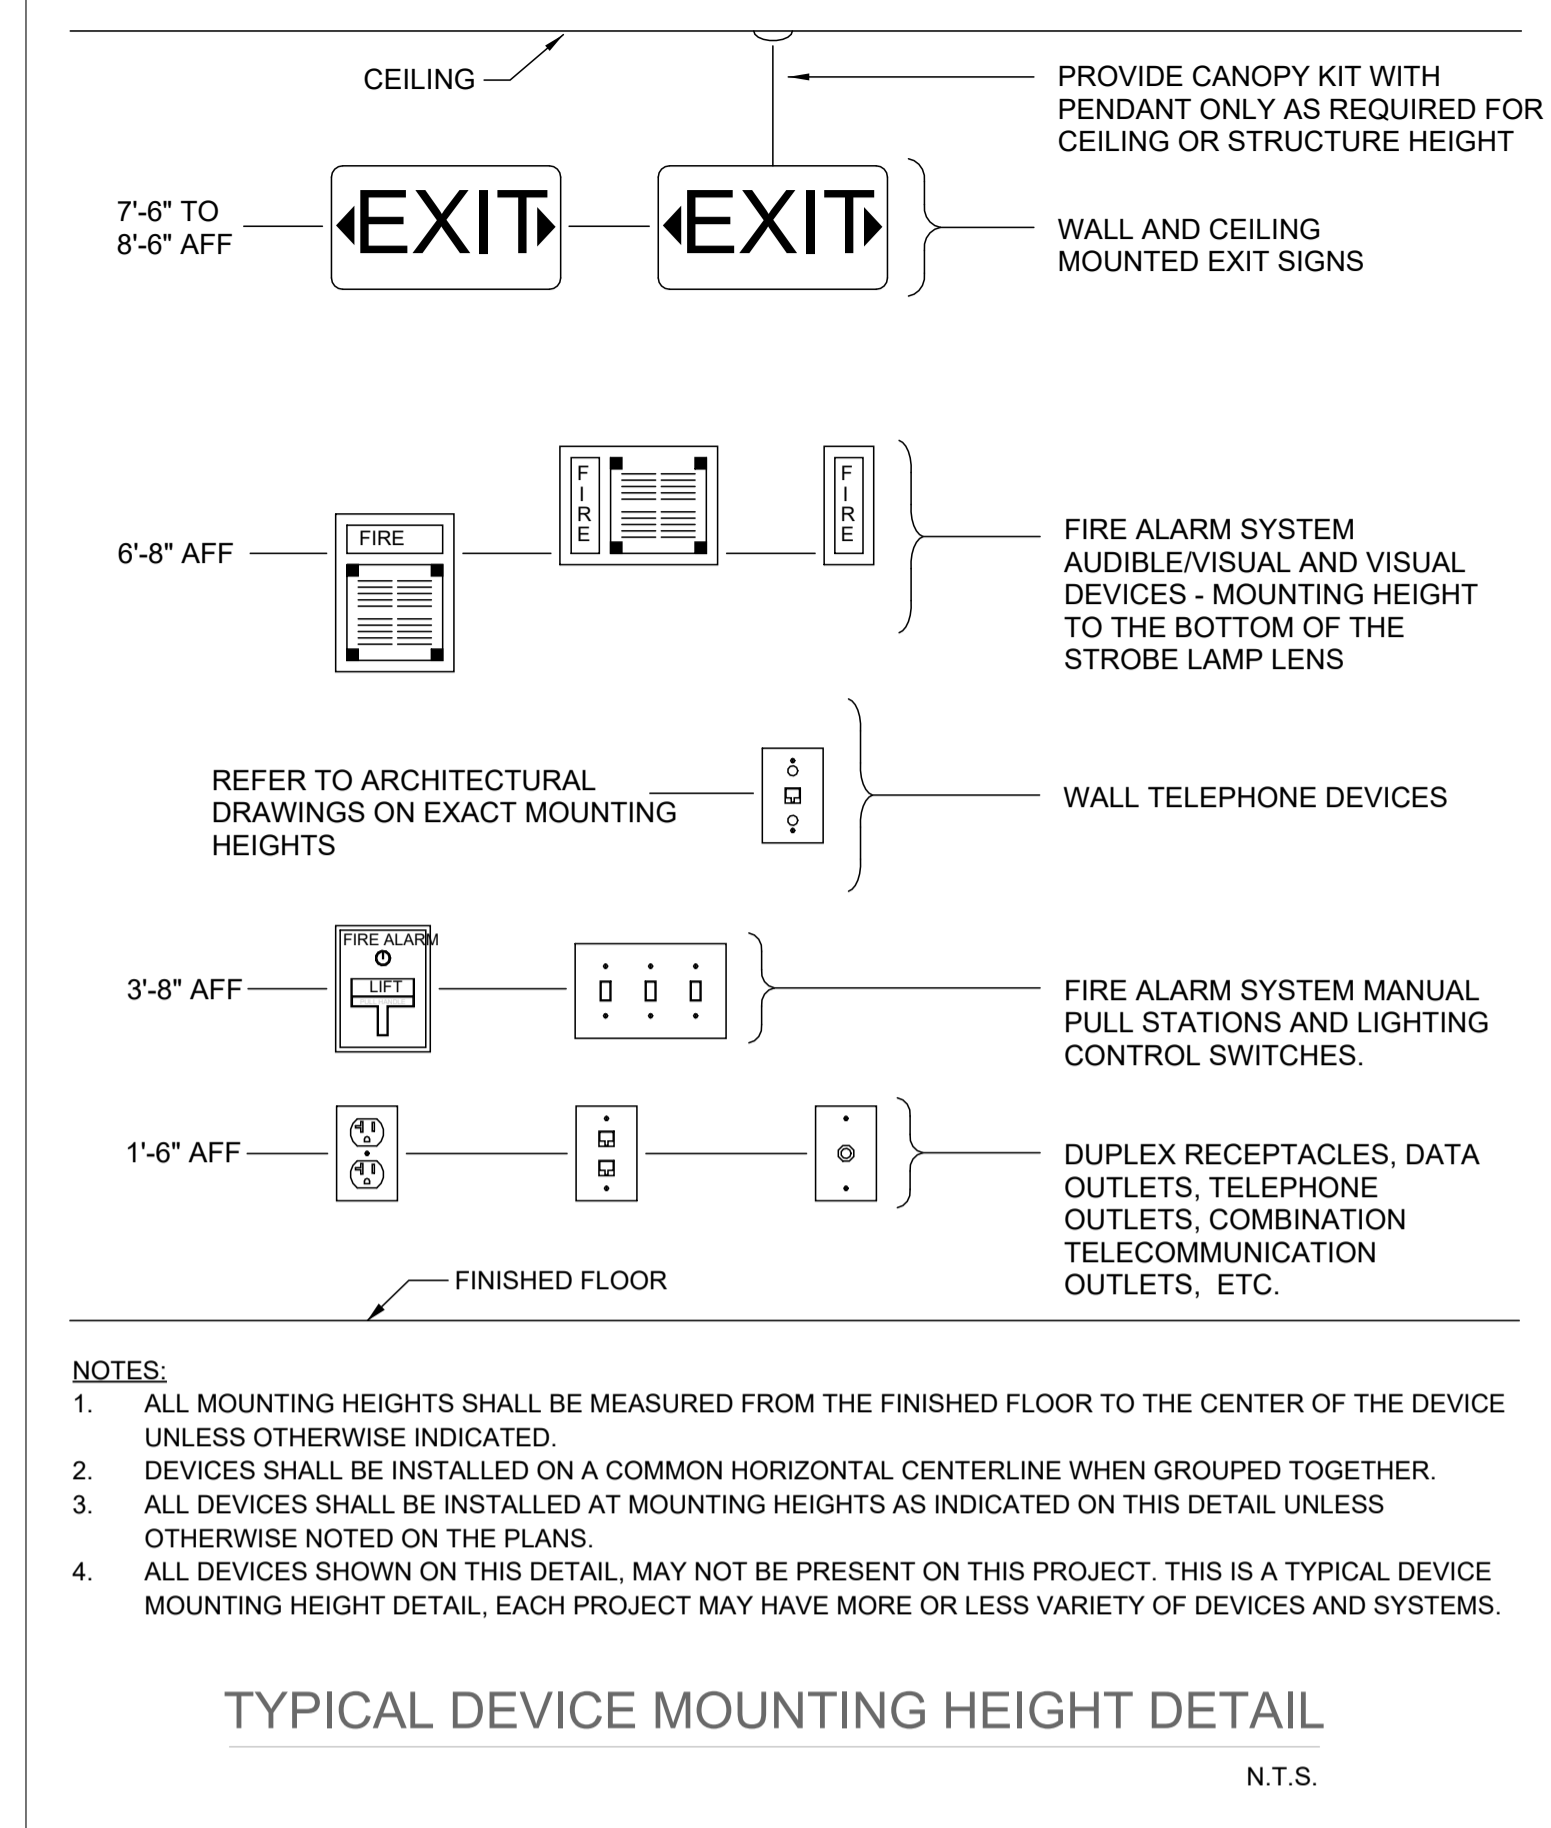 CEILING
PROVIDE CANOPY KIT WITH
PENDANT ONLY AS REQUIRED FOR
CEILING OR STRUCTURE HEIGHT
7'-6" TO
8'-6" AFF
EXIT
EXIT
WALL AND CEILING
MOUNTED EXIT SIGNS
6'-8" AFF
FIRE
FIRE
FIRE
FIRE ALARM SYSTEM
AUDIBLE/VISUAL AND VISUAL
DEVICES - MOUNTING HEIGHT
TO THE BOTTOM OF THE
STROBE LAMP LENS
REFER TO ARCHITECTURAL
DRAWINGS ON EXACT MOUNTING
HEIGHTS
WALL TELEPHONE DEVICES
3'-8" AFF
FIRE ALARM
LIFT
FIRE ALARM SYSTEM MANUAL
PULL STATIONS AND LIGHTING
CONTROL SWITCHES.
1'-6" AFF
DUPLEX RECEPTACLES, DATA
OUTLETS, TELEPHONE
OUTLETS, COMBINATION
TELECOMMUNICATION
OUTLETS, ETC.
FINISHED FLOOR
NOTES:
1. ALL MOUNTING HEIGHTS SHALL BE MEASURED FROM THE FINISHED FLOOR TO THE CENTER OF THE DEVICE
UNLESS OTHERWISE INDICATED.
2. DEVICES SHALL BE INSTALLED ON A COMMON HORIZONTAL CENTERLINE WHEN GROUPED TOGETHER.
3. ALL DEVICES SHALL BE INSTALLED AT MOUNTING HEIGHTS AS INDICATED ON THIS DETAIL UNLESS
OTHERWISE NOTED ON THE PLANS.
4. ALL DEVICES SHOWN ON THIS DETAIL, MAY NOT BE PRESENT ON THIS PROJECT. THIS IS A TYPICAL DEVICE
MOUNTING HEIGHT DETAIL, EACH PROJECT MAY HAVE MORE OR LESS VARIETY OF DEVICES AND SYSTEMS.
TYPICAL DEVICE MOUNTING HEIGHT DETAIL
N.T.S.